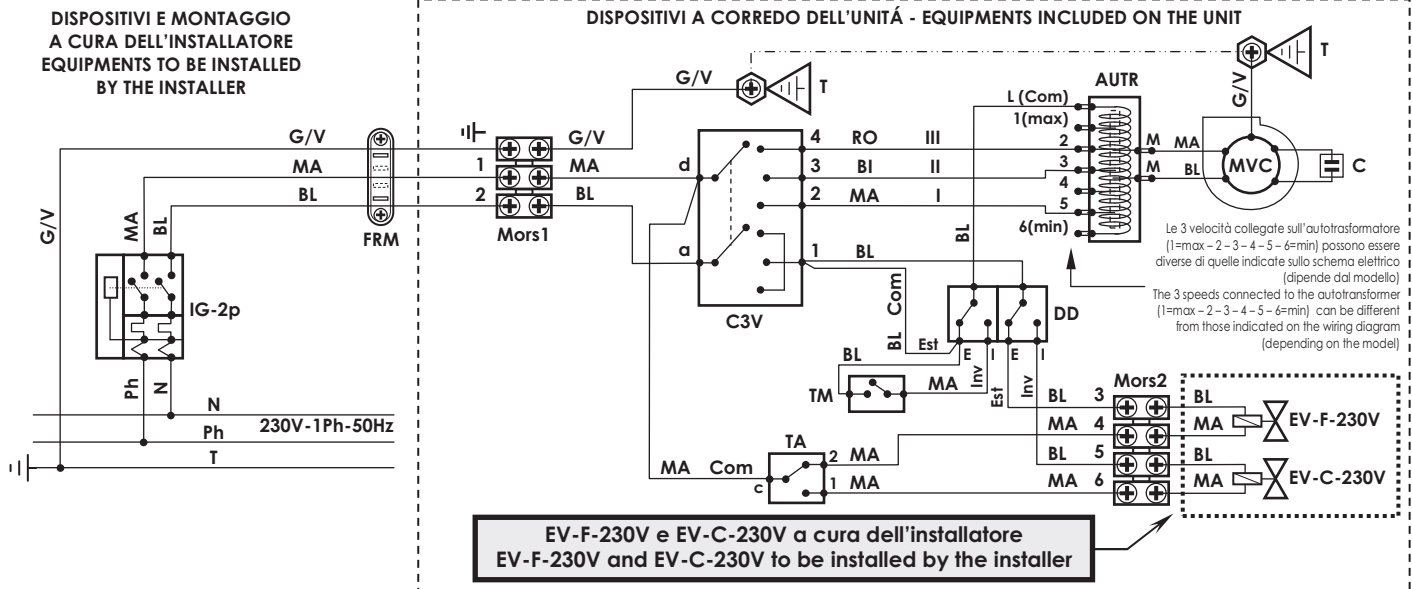 DISPOSITIVI E MONTAGGIO
A CURA DELL'INSTALLATORE
EQUIPMENTS TO BE INSTALLED
BY THE INSTALLER
DISPOSITIVI A CORREDO DELL'UNITÁ - EQUIPMENTS INCLUDED ON THE UNIT
G/V
T
T
AUTR
G/V
L (Com)
1(max)
2
3
4
5
6(min)
M
MA
M
BL
MVC
C
G/V
MA
BL
FRM
1
2
Mors1
G/V
MA
BL
d
a
4
RO
III
3
BI
II
2
MA
I
1
BL
C3V
BL
G/V
MA
BL
IG-2p
Ph
N
N
230V-1Ph-50Hz
Ph
T
Le 3 velocità collegate sull'autotrasformatore
(1=max – 2 – 3 – 4 – 5 – 6=min) possono essere
diverse di quelle indicate sullo schema elettrico
(dipende dal modello)
The 3 speeds connected to the autotransformer
(1=max – 2 – 3 – 4 – 5 – 6=min) can be different
from those indicated on the wiring diagram
(depending on the model)
DD
BL Com
Est
E
I
E
I
BL
TM
MA
Inv
Est
Inv
Mors2
BL
3
MA
4
BL
5
MA
6
BL
MA
EV-F-230V
BL
MA
EV-C-230V
TA
MA
Com
c
2
MA
1
MA
EV-F-230V e EV-C-230V a cura dell'installatore
EV-F-230V and EV-C-230V to be installed by the installer